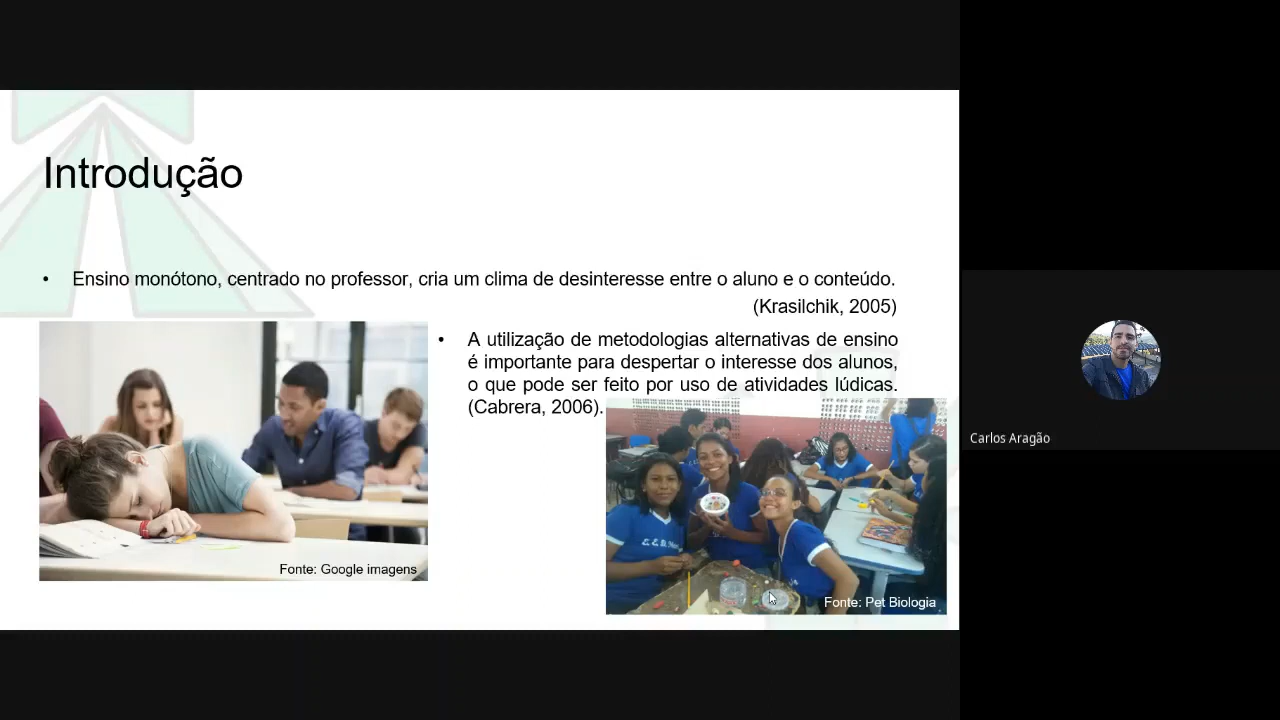 Introdução
• Ensino monótono, centrado no professor, cria um clima de desinteresse entre o aluno e o conteúdo.
(Krasilchik, 2005)
• A utilização de metodologias alternativas de ensino
é importante para despertar o interesse dos alunos,
o que pode ser feito por uso de atividades lúdicas.
(Cabrera, 2006).
Fonte: Google imagens
Fonte: Pet Biologia
Carlos Aragão